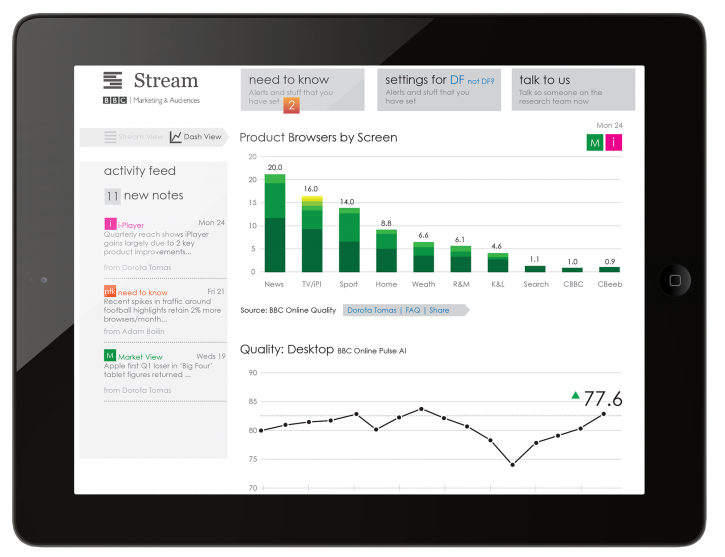 Stream
BBC | Marketing & Audiences
need to know
Alerts and stuff that you
have set
2
settings for DF not DF?
Alerts and stuff that you
have set
talk to us
Talk so someone on the
research team now
Stream View
Dash View
activity feed
11 new notes
i i-Player Mon 24
Quarterly reach shows iPlayer
gains largely due to 2 key
product improvements...
from Dorota Tomas
ntk need to know Fri 21
Recent spikes in traffic around
football highlights retain 2% more
browsers/month...
from Adam Bailin
M Market View Weds 19
Apple first Q1 loser in 'Big Four'
tablet figures returned ...
from Dorota Tomas
Product Browsers by Screen
Mon 24
M i
20
20
15
10
5
0
20.0
16.0
14.0
8.8
6.6
6.1
4.6
1.1
1.0
0.9
News TV/iPl Sport Home Weath R&M K&L Search CBBC CBeeb
Source: BBC Online Quality Dorota Tomas | FAQ | Share
Quality: Desktop BBC Online Pulse AI
90
85
80
75
70
77.6